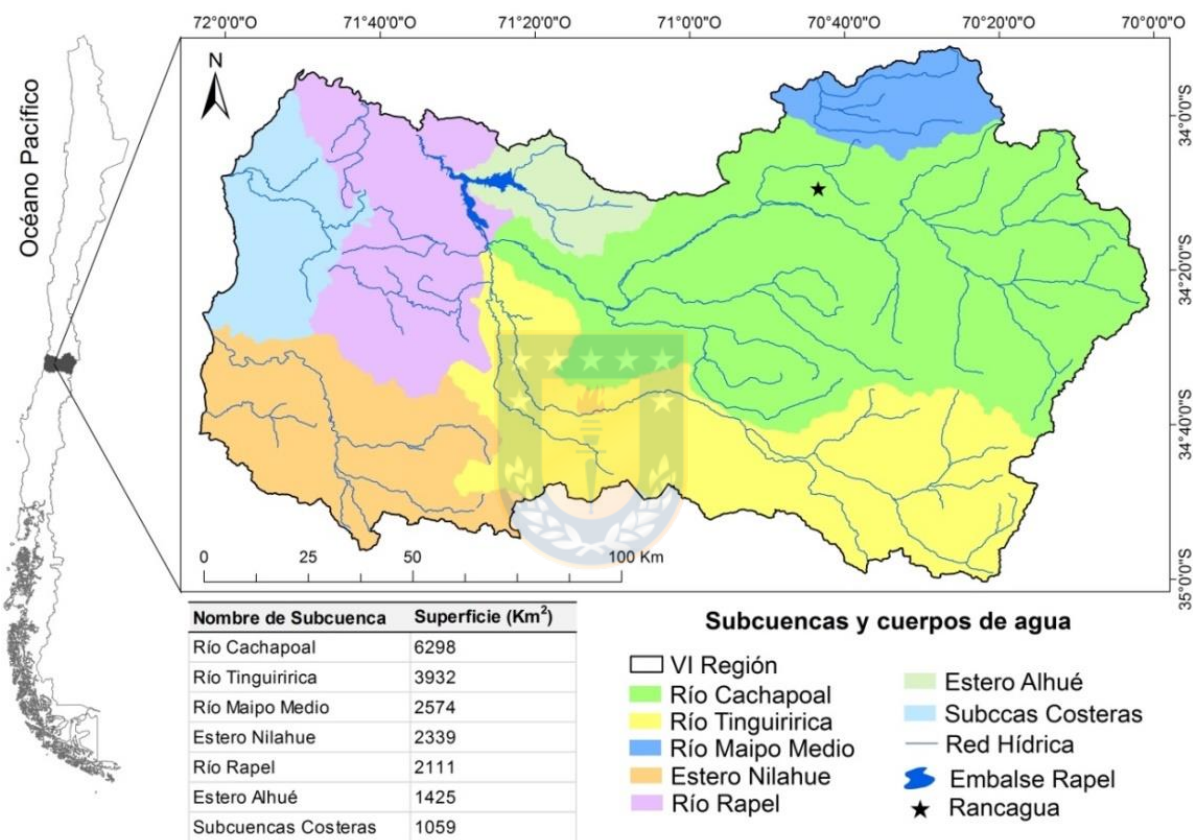 72°0'0"O 71°40'0"O 71°20'0"O 71°0'0"O 70°40'0"O 70°20'0"O 70°0'0"O
N
Océano Pacífico
34°0'0"S
34°20'0"S
34°40'0"S
35°0'0"S
0 25 50 100 Km
Nombre de Subcuenca Superficie (Km²)
Río Cachapoal 6298
Río Tinguiririca 3932
Río Maipo Medio 2574
Estero Nilahue 2339
Río Rapel 2111
Estero Alhué 1425
Subcuencas Costeras 1059
Subcuencas y cuerpos de agua
VI Región
Río Cachapoal
Río Tinguiririca
Río Maipo Medio
Estero Nilahue
Río Rapel
Estero Alhué
Subccas Costeras
Red Hídrica
Embalse Rapel
Rancagua